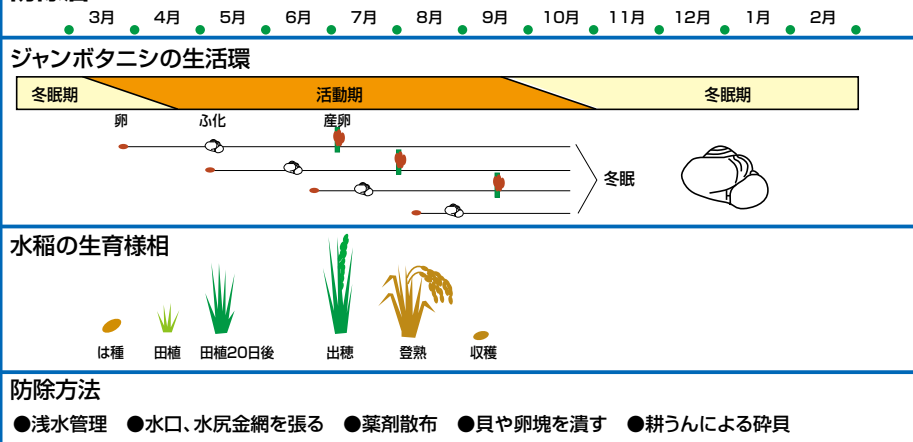 3月 4月 5月 6月 7月 8月 9月 10月 11月 12月 1月 2月
ジャンボタニシの生活環
冬眠期 活動期 冬眠期
卵 ふ化 産卵
冬眠
水稲の生育様相
は種 田植 田植20日後 出穂 登熟 収穫
防除方法
●浅水管理 ●水口、水尻金網を張る ●薬剤散布 ●貝や卵塊を潰す ●耕うんによる砕貝